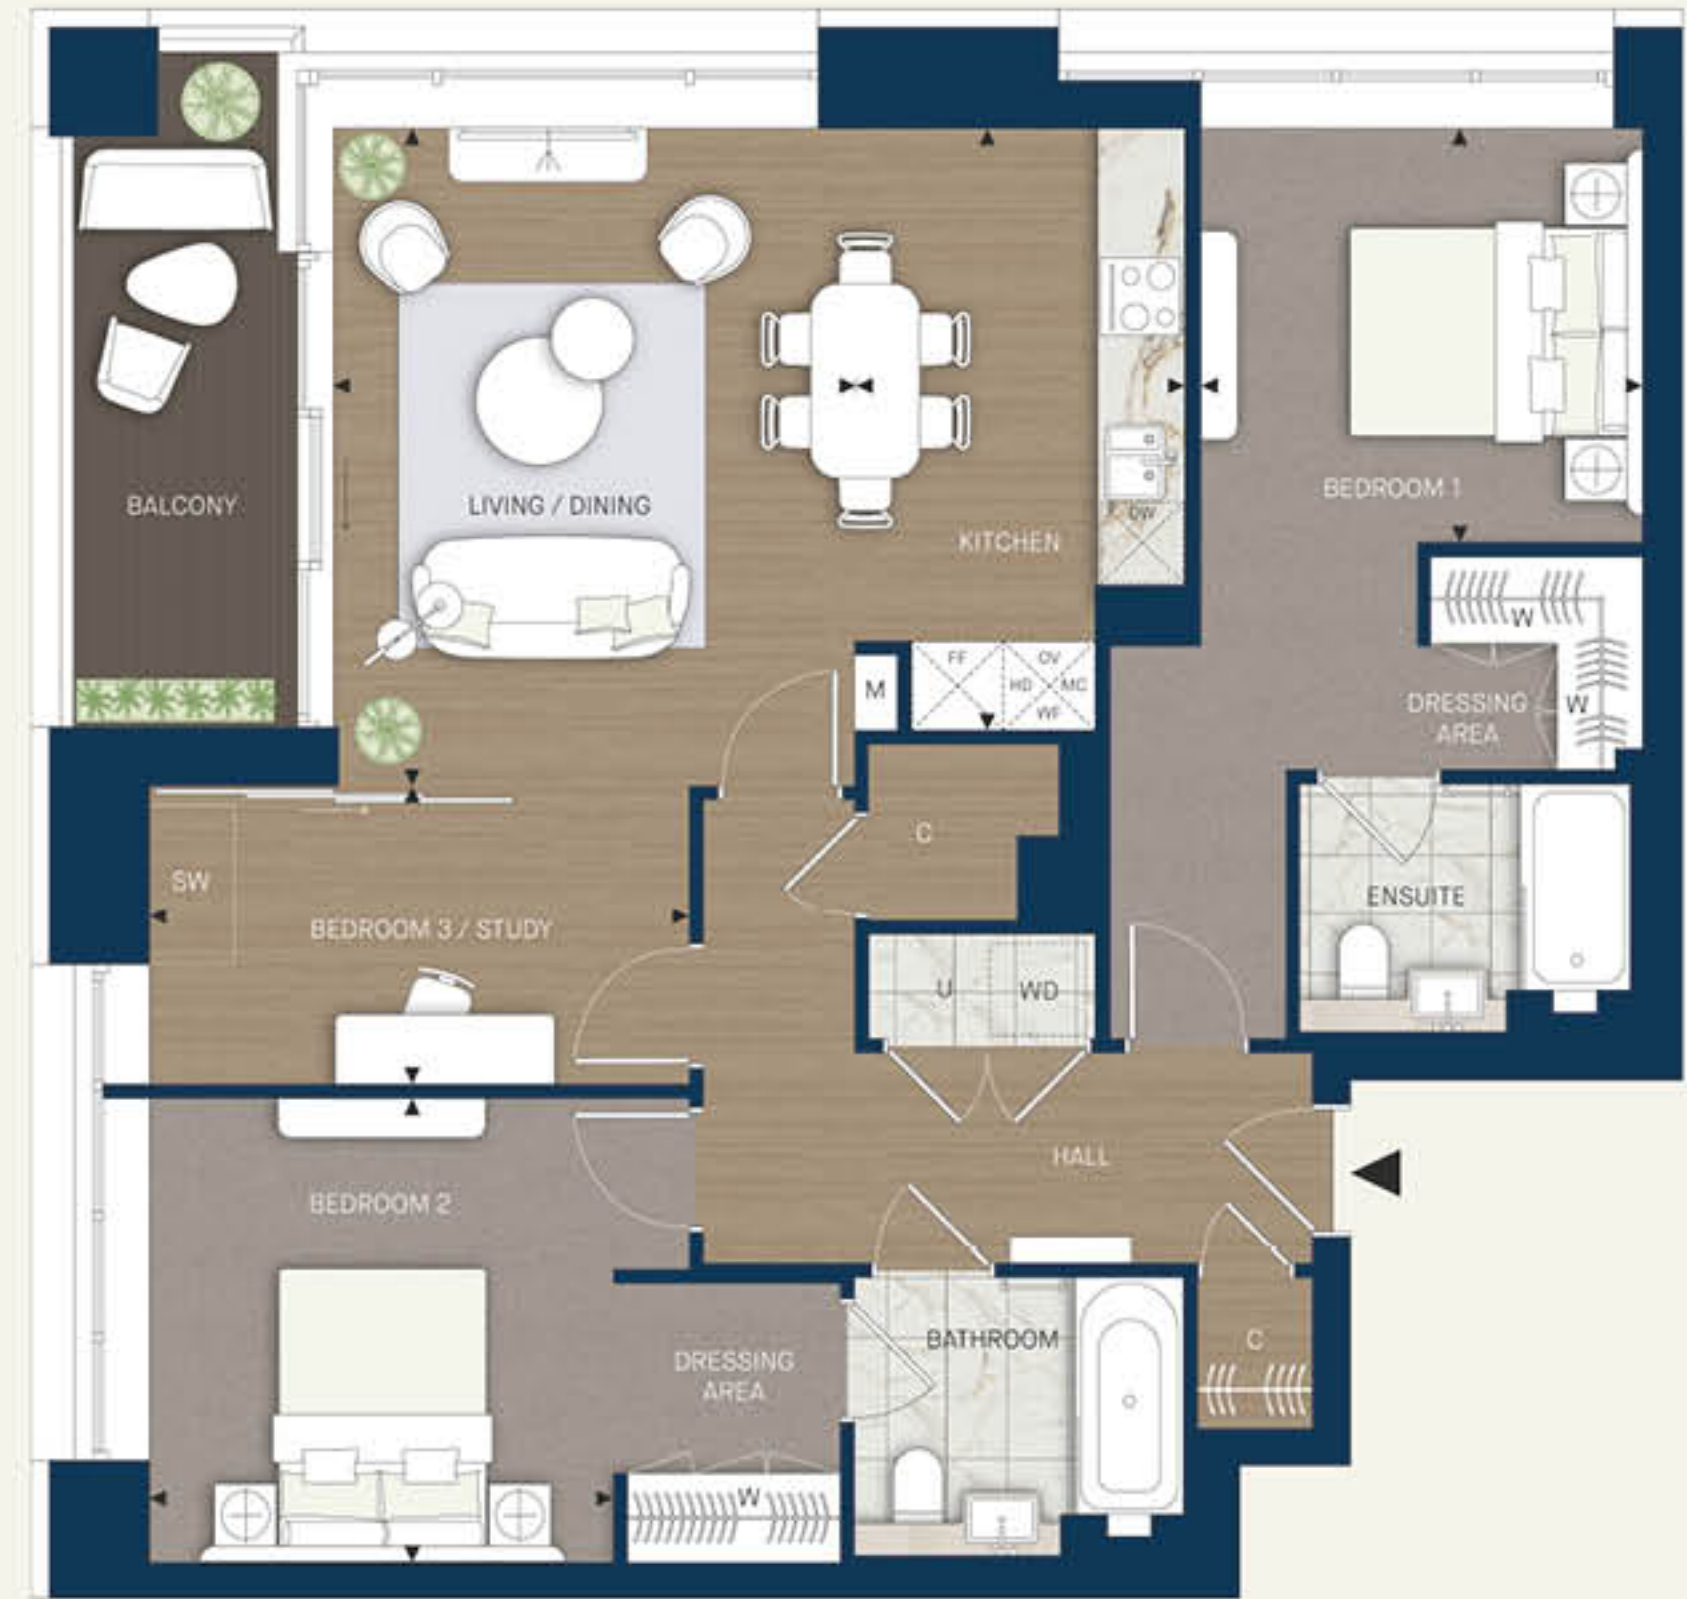 BALCONY
LIVING / DINING
KITCHEN
DW
BEDROOM 1
W
W
DRESSING
AREA
M
FF
OV
HD
MC
WF
C
SW
BEDROOM 3 / STUDY
ENSUITE
U
WD
HALL
BEDROOM 2
DRESSING
AREA
W
BATHROOM
C